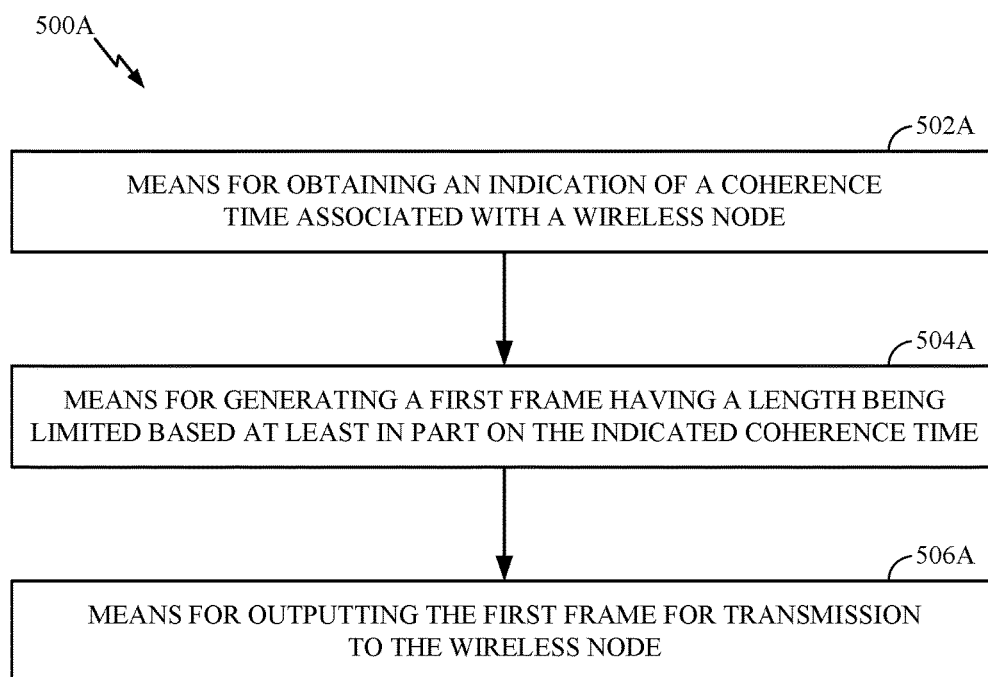 500A
502A
MEANS FOR OBTAINING AN INDICATION OF A COHERENCE
TIME ASSOCIATED WITH A WIRELESS NODE
504A
MEANS FOR GENERATING A FIRST FRAME HAVING A LENGTH BEING
LIMITED BASED AT LEAST IN PART ON THE INDICATED COHERENCE TIME
506A
MEANS FOR OUTPUTTING THE FIRST FRAME FOR TRANSMISSION
TO THE WIRELESS NODE